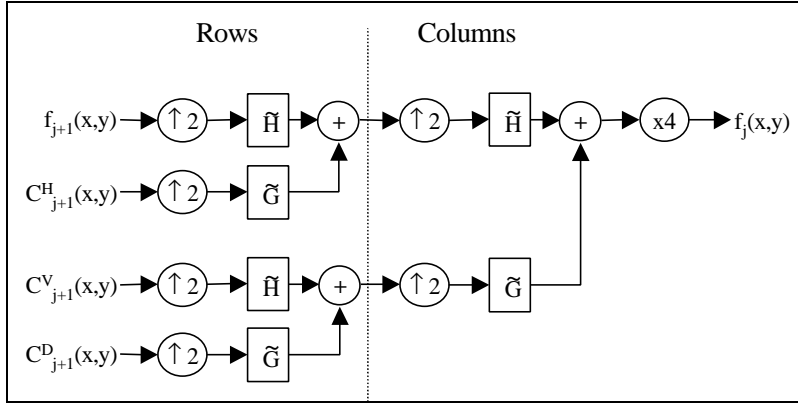 Rows Columns
f_{j+1}(x,y) ↑2 H̃ + ↑2 H̃ + x4 f_j(x,y)
C^H_{j+1}(x,y) ↑2 G̃
C^V_{j+1}(x,y) ↑2 H̃ + ↑2 G̃
C^D_{j+1}(x,y) ↑2 G̃